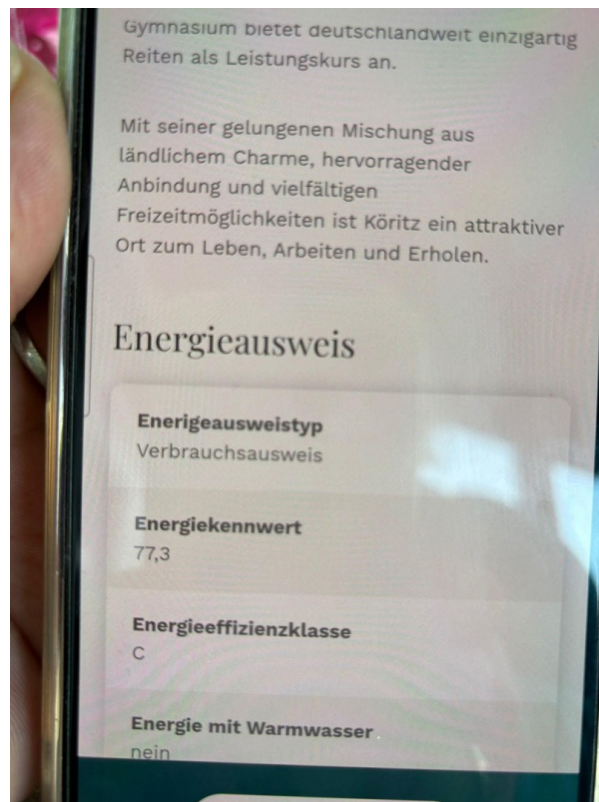 Gymnasium bietet deutschlandweit einzigartig
Reiten als Leistungskurs an.
Mit seiner gelungenen Mischung aus
ländlichem Charme, hervorragender
Anbindung und vielfältigen
Freizeitmöglichkeiten ist Köritz ein attraktiver
Ort zum Leben, Arbeiten und Erholen.
Energieausweis
Enerigeausweistyp
Verbrauchsausweis
Energiekennwert
77,3
Energieeffizienzklasse
C
Energie mit Warmwasser
nein